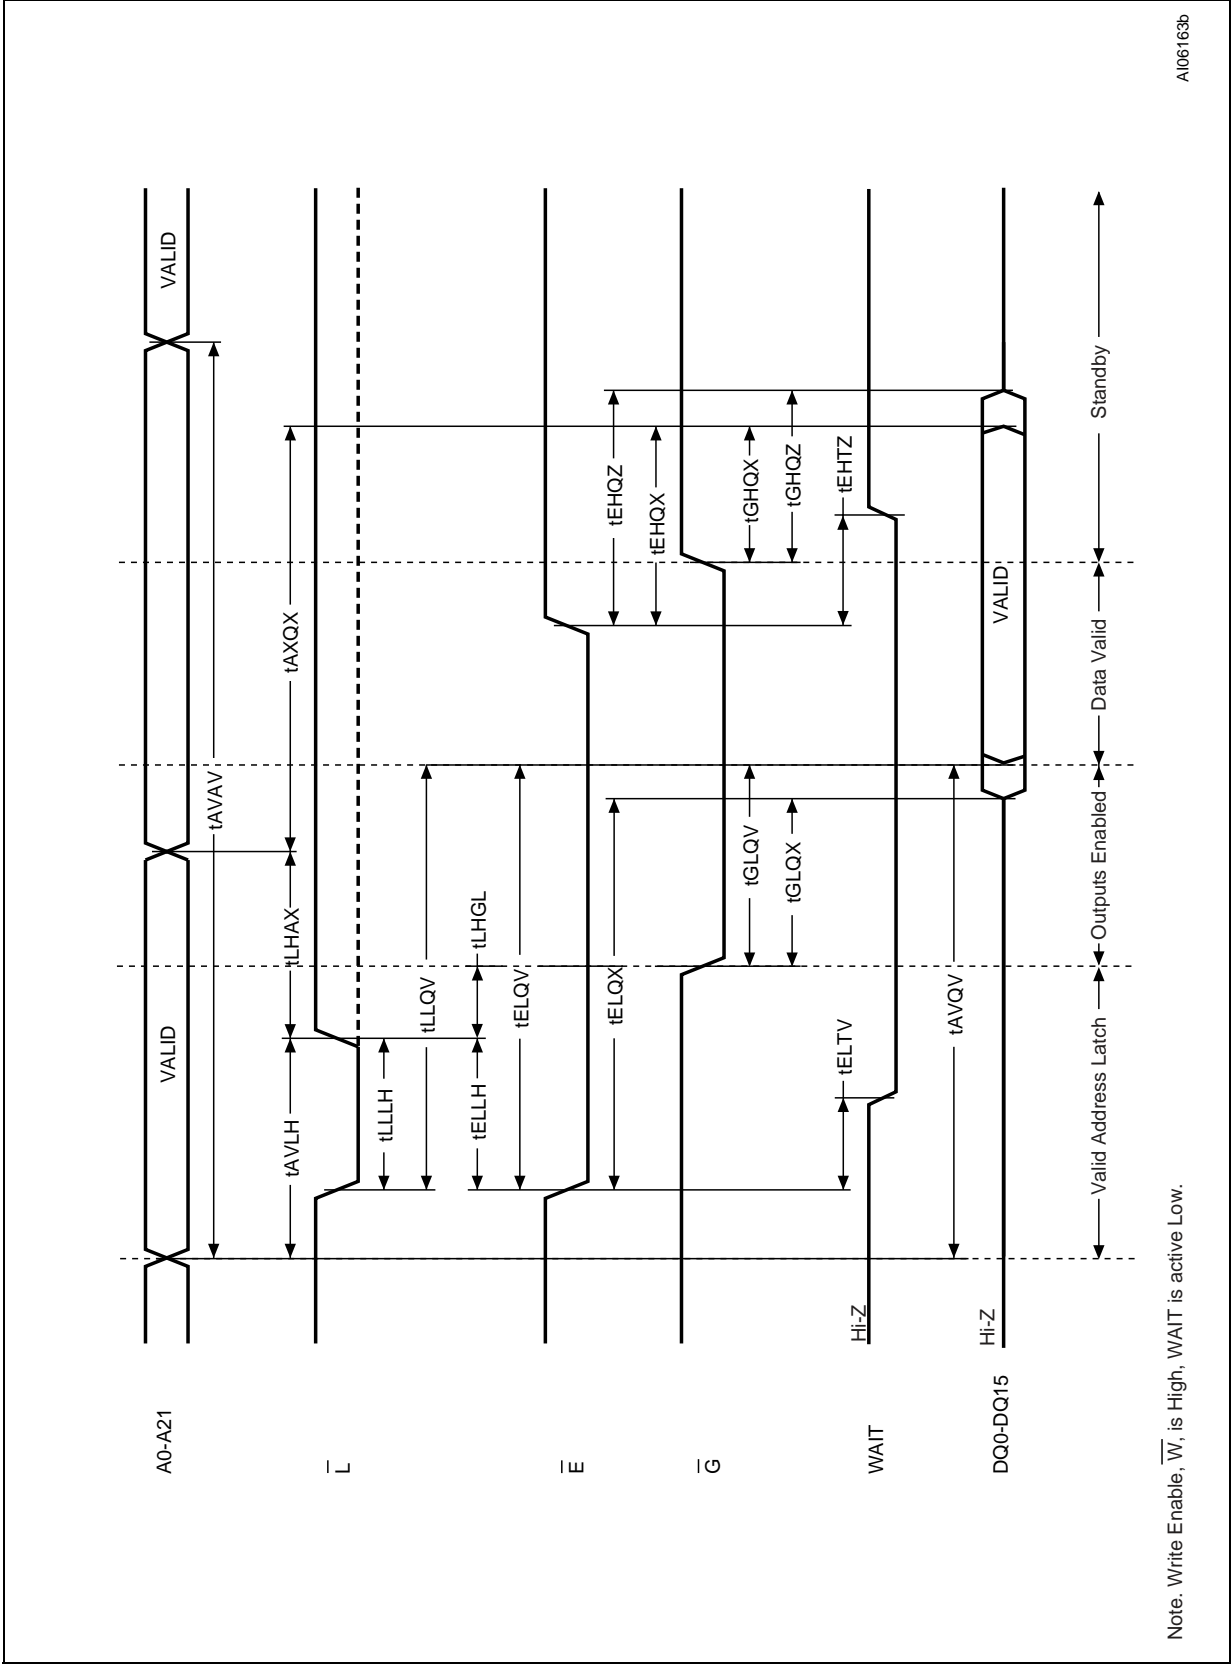 A0-A21
VALID
VALID
VALID
tAVAV
tAVLH
tLHAX
tAXQX
L
tLLLH
tLLQV
tELLH
tLHGL
tELQV
E
tELQX
tEHQZ
tEHQX
G
tGLQV
tGHQX
tGLQX
tGHQZ
WAIT
Hi-Z
tELTV
tEHTZ
tAVQV
DQ0-DQ15
Hi-Z
VALID
Valid Address Latch
Outputs Enabled
Data Valid
Standby
Note. Write Enable, W, is High, WAIT is active Low.
AI06163b